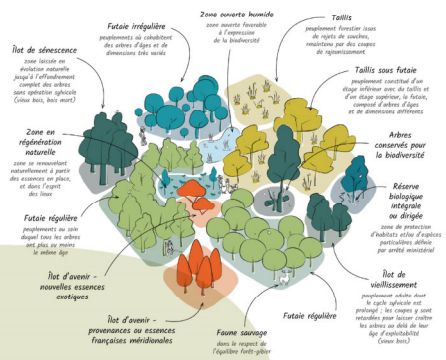 Futaie irrégulière
peuplements où cohabitent
des arbres d'âges et de
dimensions très variés
Zone ouverte humide
zone ouverte favorable
à l'expression
de la biodiversité
Taillis
peuplement forestier issus
de rejets de souches,
maintenu par des coupes
de rajeunissement
Îlot de sénescence
zone laissée en
évolution naturelle
jusqu'à l'effondrement
complet des arbres
sans opération sylvicole
(vieux bois, bois mort)
Taillis sous futaie
peuplement constitué d'un
étage inférieur avec du taillis et
d'un étage supérieur, la futaie,
composé d'arbres d'âges
et de dimensions différents
Zone en
régénération
naturelle
zone se renouvelant
naturellement à partir
des essences en place,
et dans l'esprit
des lieux
Arbres
conservés pour
la biodiversité
Réserve
biologique
intégrale
ou dirigée
zone de protection
d'habitats et/ou d'espèces
particulières définie
par arrêté ministériel
Futaie régulière
peuplements au sein
duquel tous les arbres
ont plus ou moins
le même âge
Îlot d'avenir -
nouvelles essences
exotiques
Îlot de
vieillissement
peuplement adulte dont
le cycle sylvicole est
prolongé ; les coupes y sont
retardées pour laisser croître
les arbres au delà de leur
âge d'exploitabilité
(vieux bois)
Îlot d'avenir -
provenances ou essences
françaises méridionales
Faune sauvage
dans le respect de
l'équilibre forêt-gibier
Futaie régulière